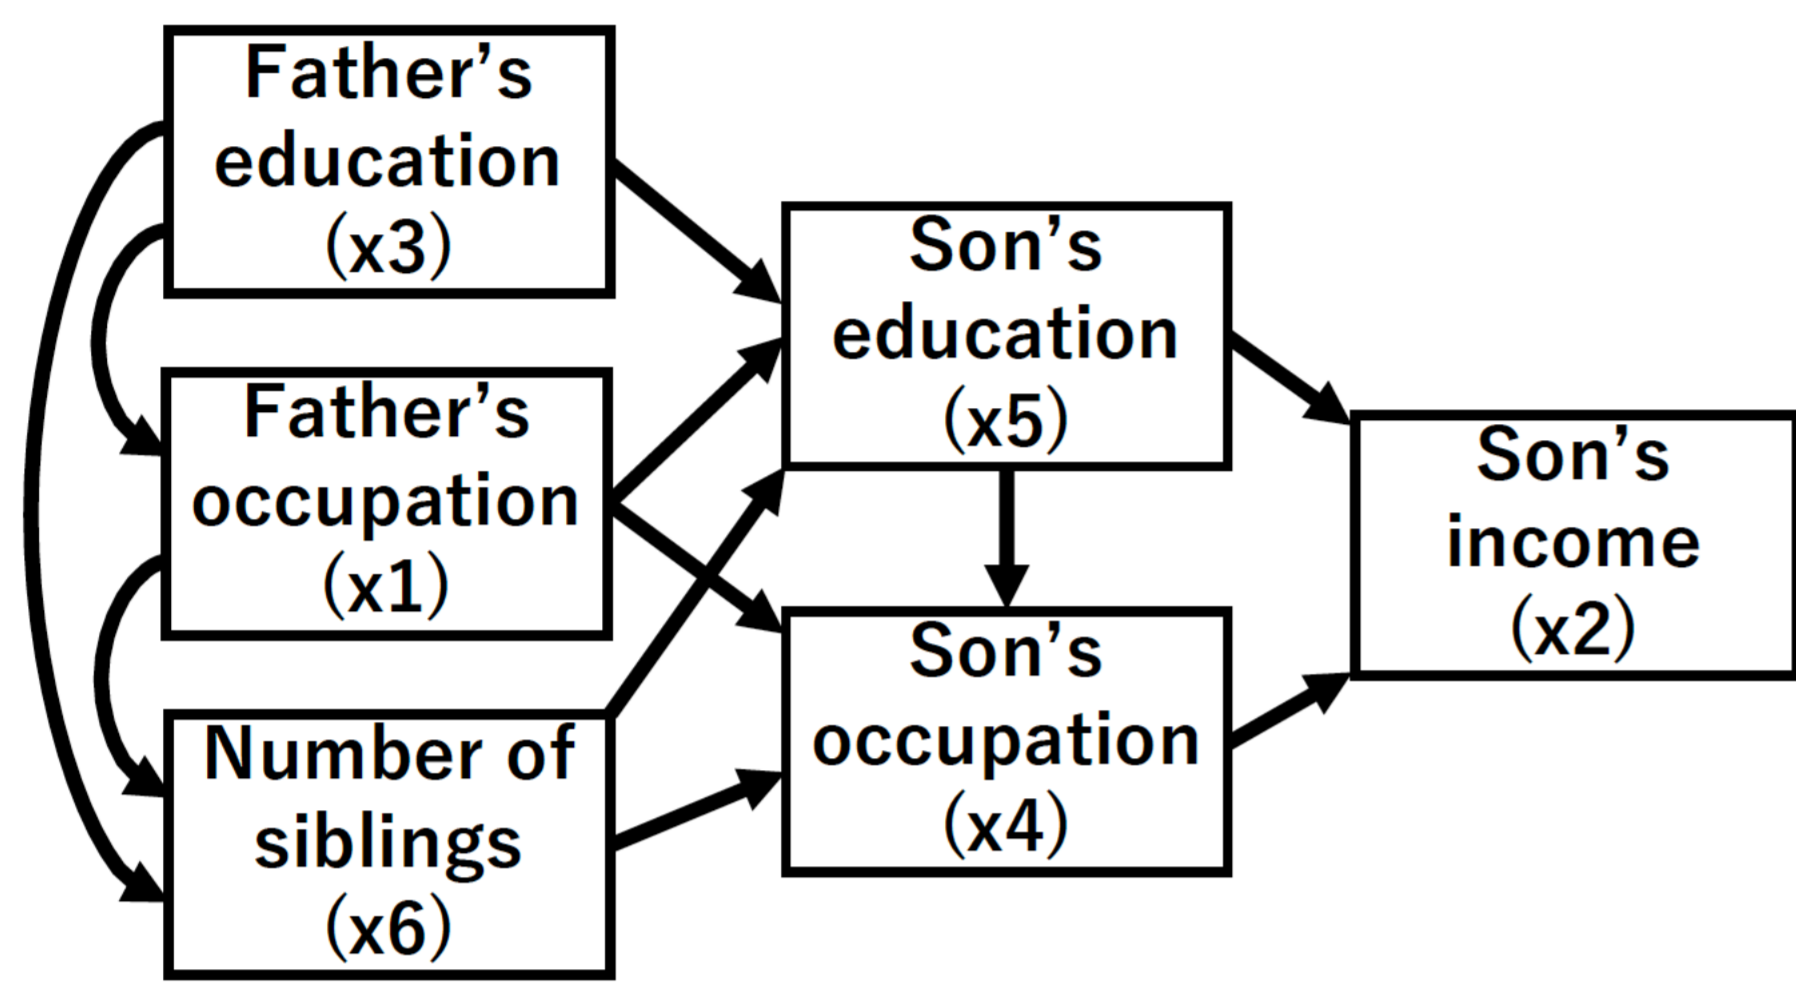 Father’s
education
(x3)
Father’s
occupation
(x1)
Number of
siblings
(x6)
Son’s
education
(x5)
Son’s
occupation
(x4)
Son’s
income
(x2)